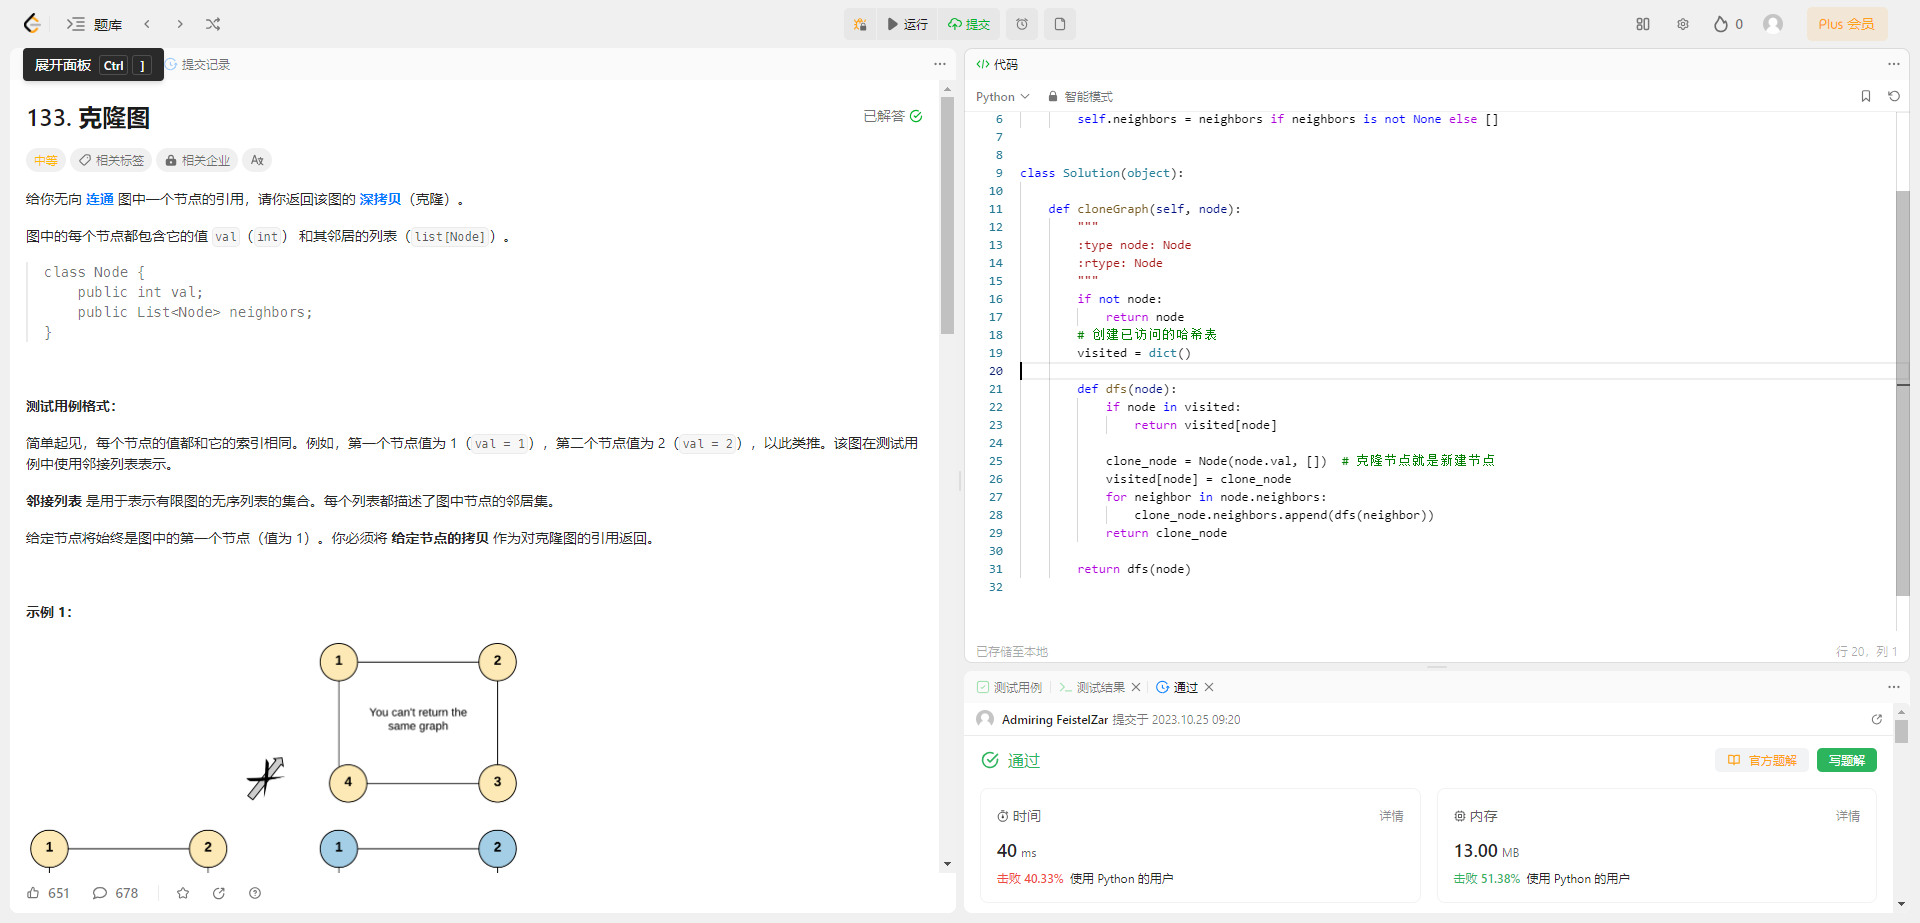 题库
运行
提交
0
Plus 会员
展开面板 Ctrl ]
提交记录
133. 克隆图
已解答
中等
相关标签
相关企业
给你无向 连通 图中一个节点的引用，请你返回该图的 深拷贝（克隆）。
图中的每个节点都包含它的值 val（int） 和其邻居的列表（list[Node]）。
class Node {
    public int val;
    public List<Node> neighbors;
}
测试用例格式：
简单起见，每个节点的值都和它的索引相同。例如，第一个节点值为 1（val = 1），第二个节点值为 2（val = 2），以此类推。该图在测试用
例中使用邻接列表表示。
邻接列表 是用于表示有限图的无序列表的集合。每个列表都描述了图中节点的邻居集。
给定节点将始终是图中的第一个节点（值为 1）。你必须将 给定节点的拷贝 作为对克隆图的引用返回。
示例 1：
1 2
You can't return the
same graph
4 3
1 2 1 2
651 678
代码
Python 智能模式
6 self.neighbors = neighbors if neighbors is not None else []
7
8
9 class Solution(object):
10
11     def cloneGraph(self, node):
12         """
13         :type node: Node
14         :rtype: Node
15         """
16         if not node:
17             return node
18         # 创建已访问的哈希表
19         visited = dict()
20
21         def dfs(node):
22             if node in visited:
23                 return visited[node]
24
25             clone_node = Node(node.val, [])  # 克隆节点就是新建节点
26             visited[node] = clone_node
27             for neighbor in node.neighbors:
28                 clone_node.neighbors.append(dfs(neighbor))
29             return clone_node
30
31         return dfs(node)
32
已存储至本地
行 20，列 1
测试用例
测试结果
通过
Admiring FeistelZar 提交于 2023.10.25 09:20
通过
官方题解
写题解
时间 详情
40 ms
击败 40.33% 使用 Python 的用户
内存 详情
13.00 MB
击败 51.38% 使用 Python 的用户